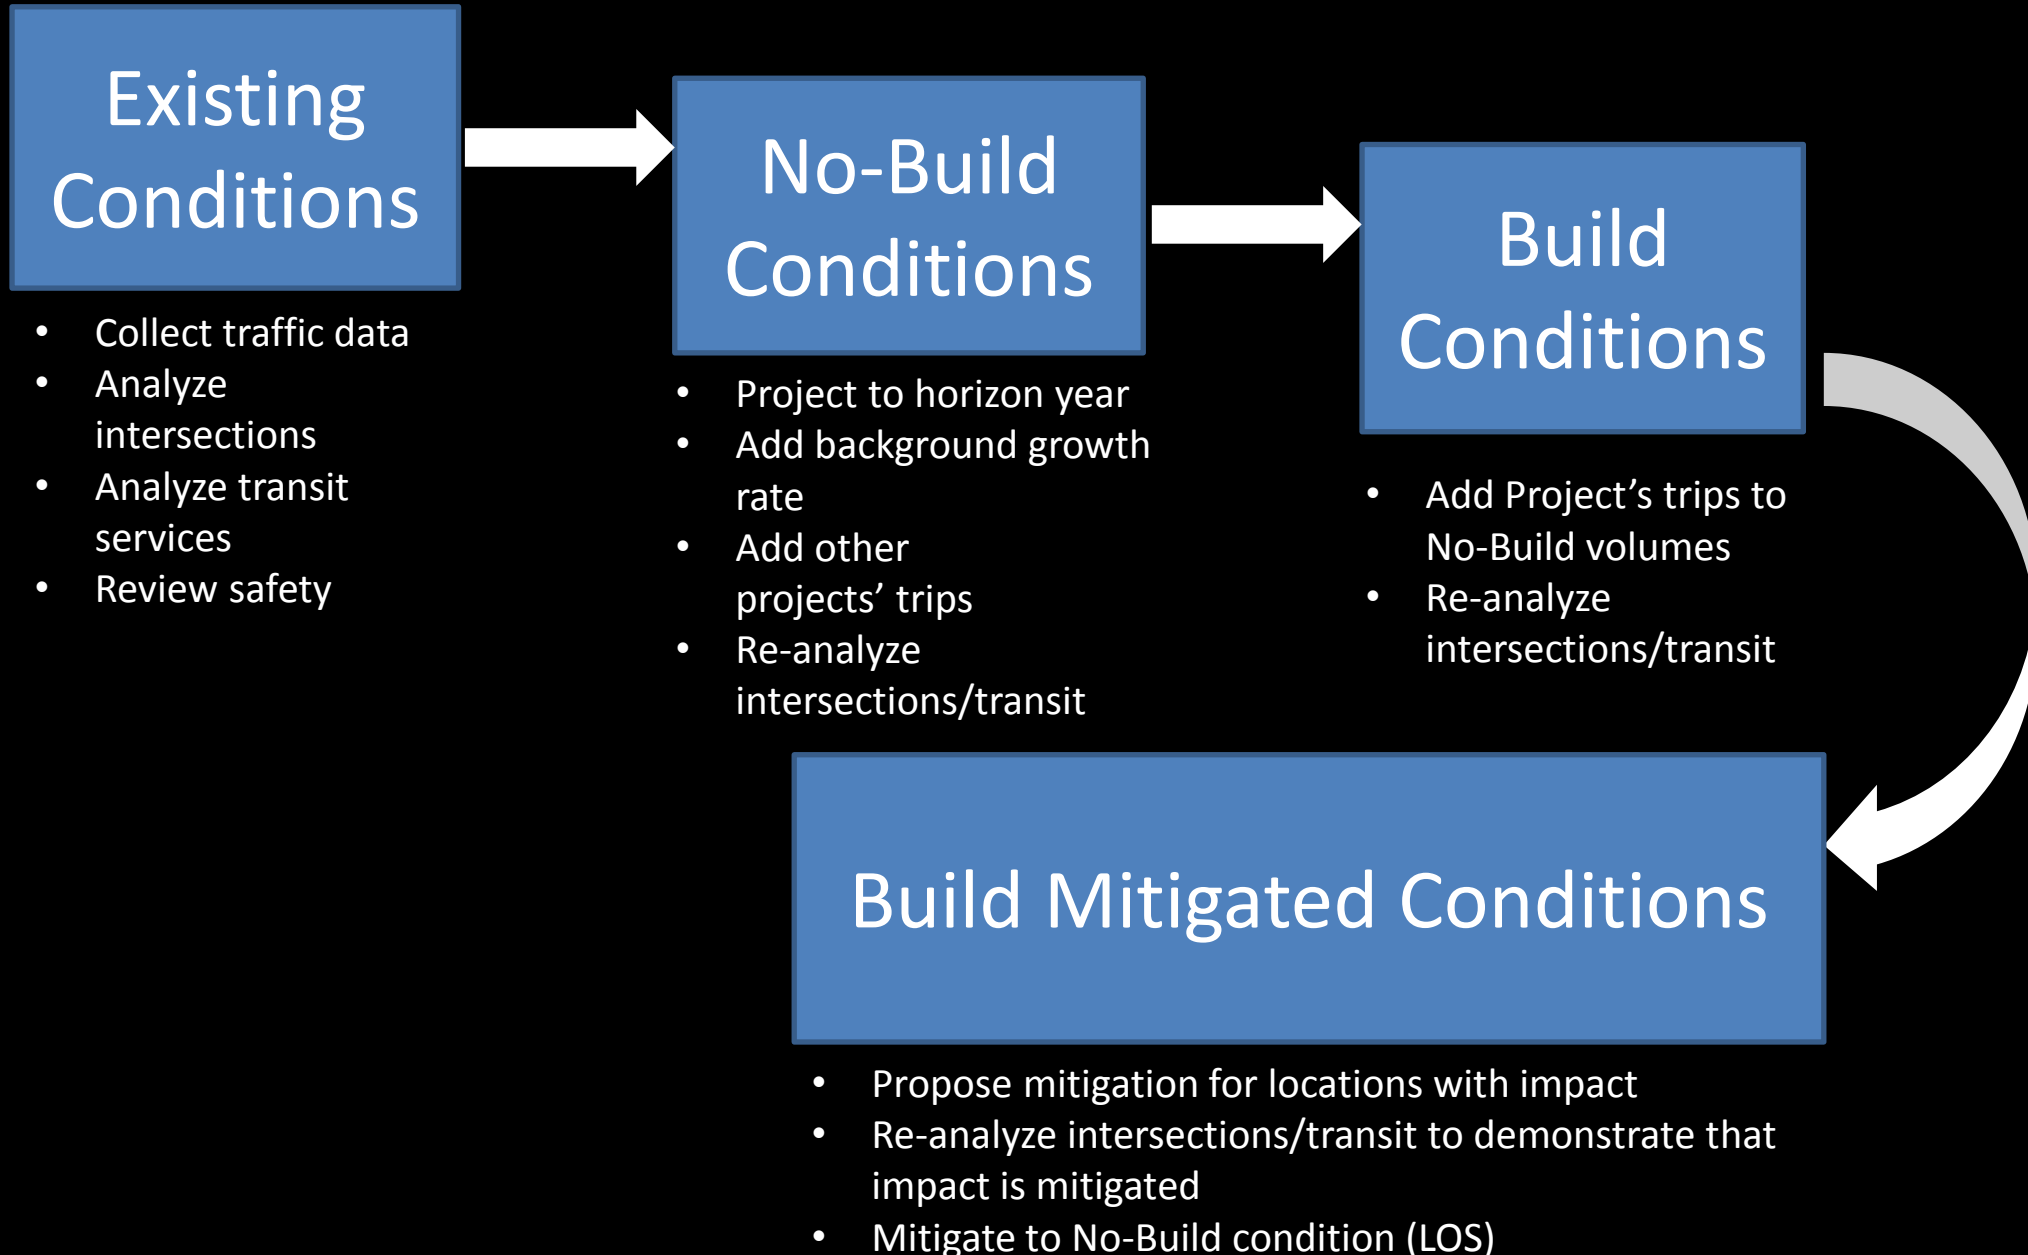 Existing
Conditions
• Collect traffic data
• Analyze
intersections
• Analyze transit
services
• Review safety
No-Build
Conditions
• Project to horizon year
• Add background growth
rate
• Add other
projects’ trips
• Re-analyze
intersections/transit
Build
Conditions
• Add Project’s trips to
No-Build volumes
• Re-analyze
intersections/transit
Build Mitigated Conditions
• Propose mitigation for locations with impact
• Re-analyze intersections/transit to demonstrate that
impact is mitigated
• Mitigate to No-Build condition (LOS)